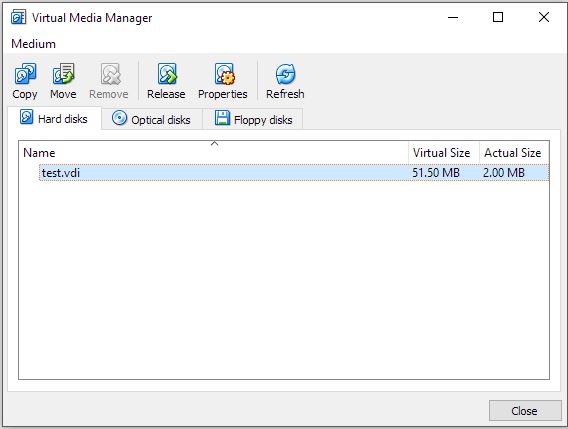 Virtual Media Manager
Medium
Copy Move Remove Release Properties Refresh
Hard disks Optical disks Floppy disks
Name Virtual Size Actual Size
test.vdi 51.50 MB 2.00 MB
Close